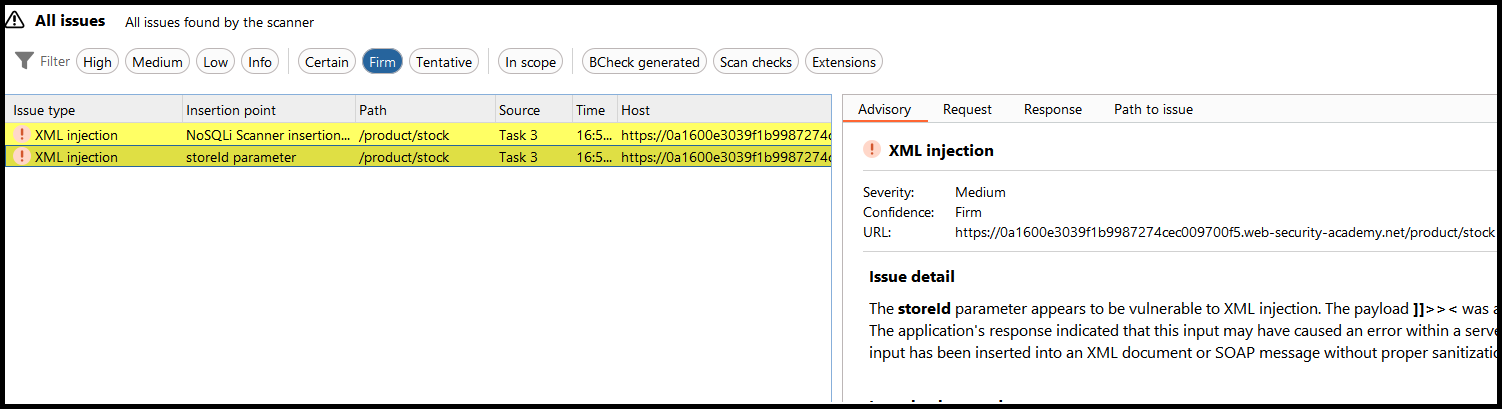 All issues All issues found by the scanner
Filter High Medium Low Info Certain Firm Tentative In scope BCheck generated Scan checks Extensions
Issue type Insertion point Path Source Time Host
XML injection NoSQLi Scanner insertion... /product/stock Task 3 16:5... https://0a1600e3039f1b9987274c
XML injection storeId parameter /product/stock Task 3 16:5... https://0a1600e3039f1b9987274c
Advisory Request Response Path to issue
XML injection
Severity: Medium
Confidence: Firm
URL: https://0a1600e3039f1b9987274cec009700f5.web-security-academy.net/product/stock
Issue detail
The storeId parameter appears to be vulnerable to XML injection. The payload ]]>>< was a
The application's response indicated that this input may have caused an error within a serve
input has been inserted into an XML document or SOAP message without proper sanitizatio